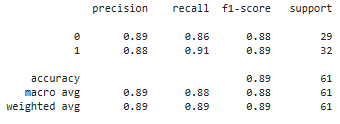 precision recall f1-score support
0 0.89 0.86 0.88 29
1 0.88 0.91 0.89 32
accuracy 0.89 61
macro avg 0.89 0.88 0.88 61
weighted avg 0.89 0.89 0.89 61